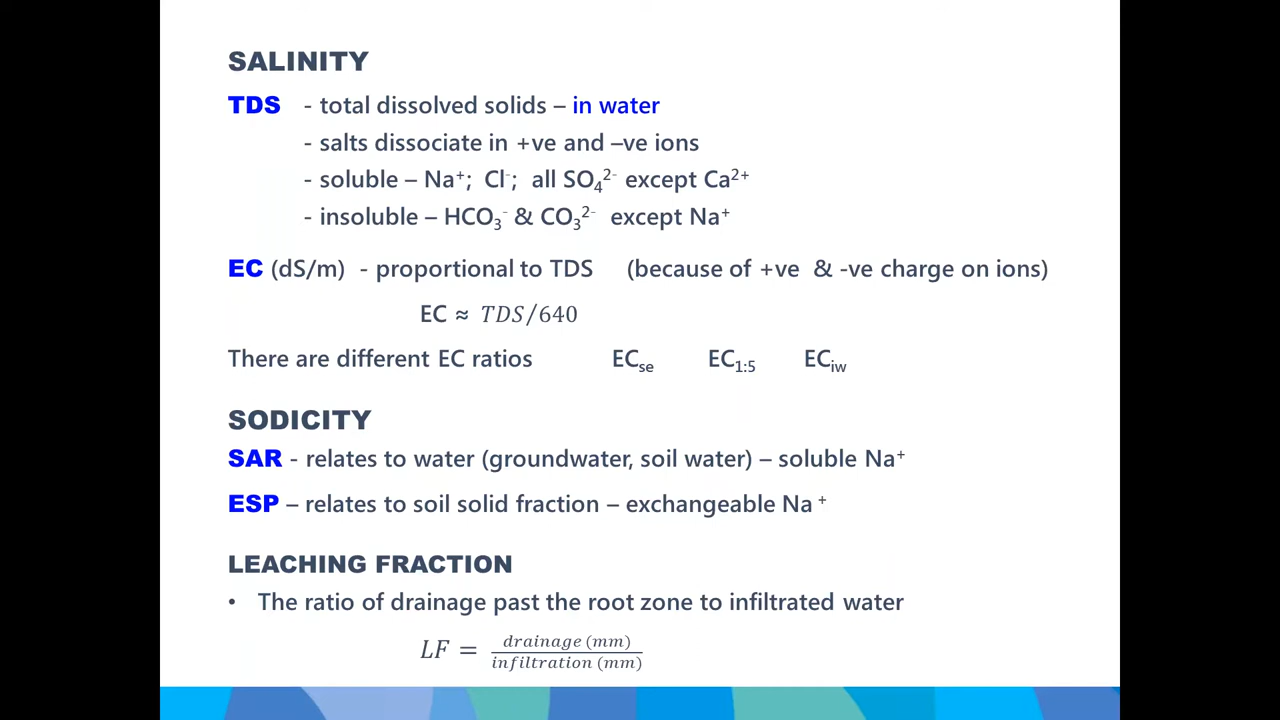 SALINITY
TDS - total dissolved solids – in water
- salts dissociate in +ve and –ve ions
- soluble – Na⁺; Cl⁻; all SO₄²⁻ except Ca²⁺
- insoluble – HCO₃⁻ & CO₃²⁻ except Na⁺
EC (dS/m) - proportional to TDS (because of +ve & -ve charge on ions)
EC ≈ TDS/640
There are different EC ratios ECse EC1:5 ECiw
SODICITY
SAR - relates to water (groundwater, soil water) – soluble Na⁺
ESP – relates to soil solid fraction – exchangeable Na ⁺
LEACHING FRACTION
• The ratio of drainage past the root zone to infiltrated water
LF = drainage (mm) / infiltration (mm)